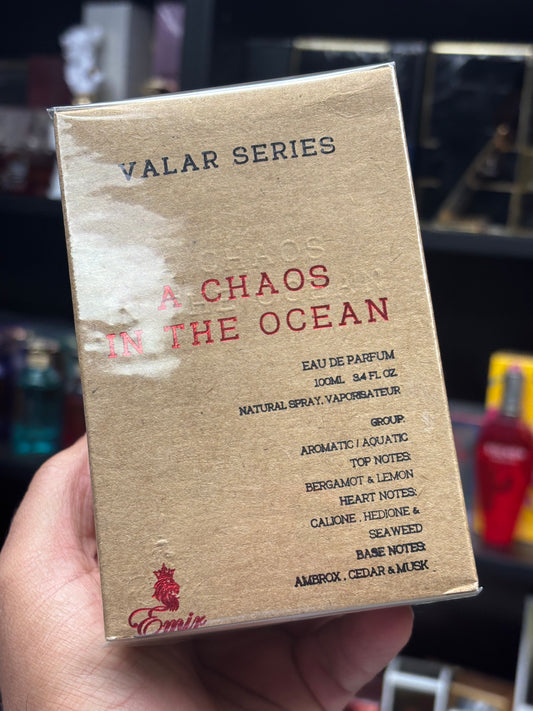 VALAR SERIES
A CHAOS
IN THE OCEAN
EAU DE PARFUM
100ML 3.4 FL OZ
NATURAL SPRAY, VAPORISATEUR
GROUP:
AROMATIC / AQUATIC
TOP NOTES:
BERGAMOT & LEMON
HEART NOTES:
CALIONE , HEDIONE &
SEAWEED
BASE NOTES:
AMBROX , CEDAR & MUSK
Emir